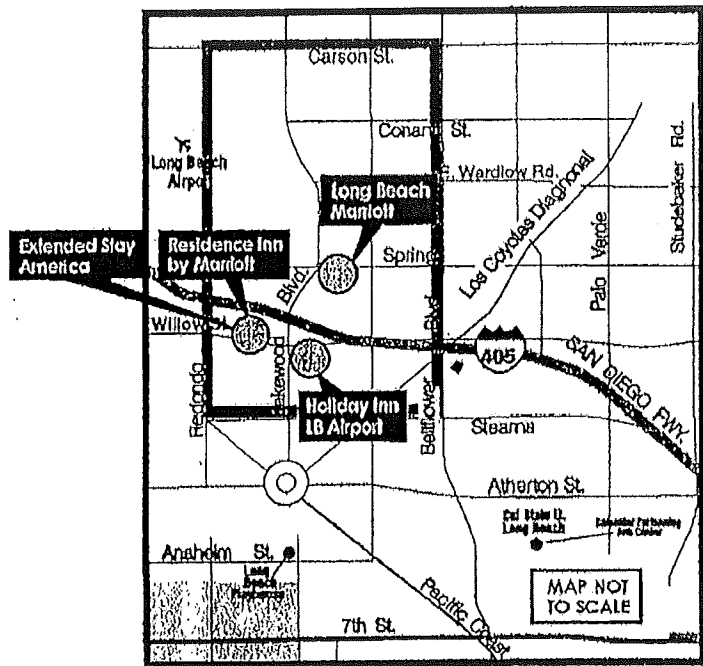 Carson St.
Conant St.
Long Beach
Airport
E. Wardlow Rd.
Long Beach
Marriott
Los Coyotes Diagnonal
Studebaker Rd.
Extended Stay
America
Residence Inn
by Marriott
Spring
Palo Verde
Blvd.
Blvd.
Willow St.
405
SAN DIEGO FWY.
Redondo
Lakewood
Holiday Inn
LB Airport
Bellflower
Stearns
Atherton St.
Cal State U.
Long Beach
Anaheim St.
Long
Beach
Pacific Coast
MAP NOT
TO SCALE
7th St.